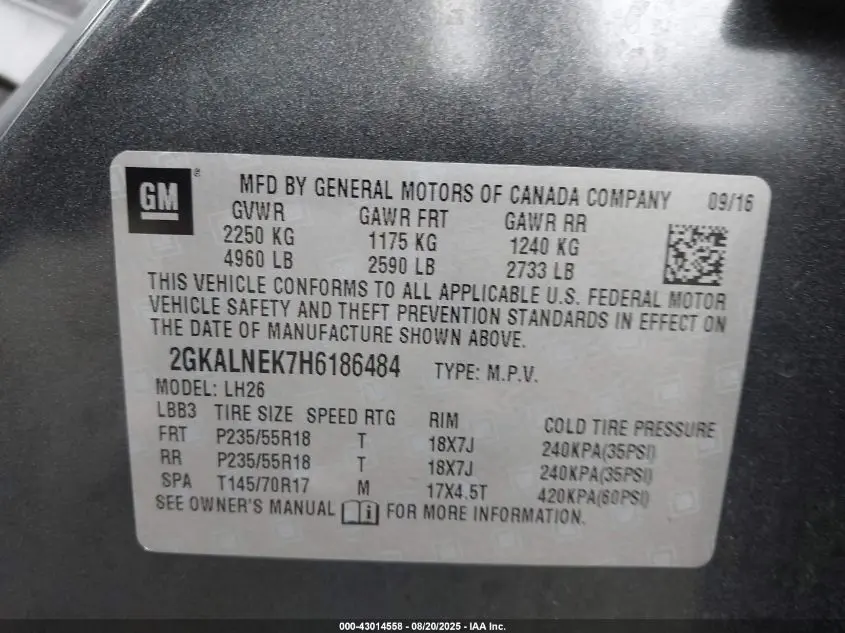 GM ®
MFD BY GENERAL MOTORS OF CANADA COMPANY 09/16
GVWR GAWR FRT GAWR RR
2250 KG 1175 KG 1240 KG
4960 LB 2590 LB 2733 LB
THIS VEHICLE CONFORMS TO ALL APPLICABLE U.S. FEDERAL MOTOR
VEHICLE SAFETY AND THEFT PREVENTION STANDARDS IN EFFECT ON
THE DATE OF MANUFACTURE SHOWN ABOVE.
2GKALNEK7H6186484 TYPE: M.P.V.
MODEL: LH26
LBB3 TIRE SIZE SPEED RTG RIM COLD TIRE PRESSURE
FRT P235/55R18 T 18X7J 240KPA(35PSI)
RR P235/55R18 T 18X7J 240KPA(35PSI)
SPA T145/70R17 M 17X4.5T 420KPA(60PSI)
SEE OWNER'S MANUAL i FOR MORE INFORMATION.
000-43014558 - 08/20/2025 - IAA Inc.